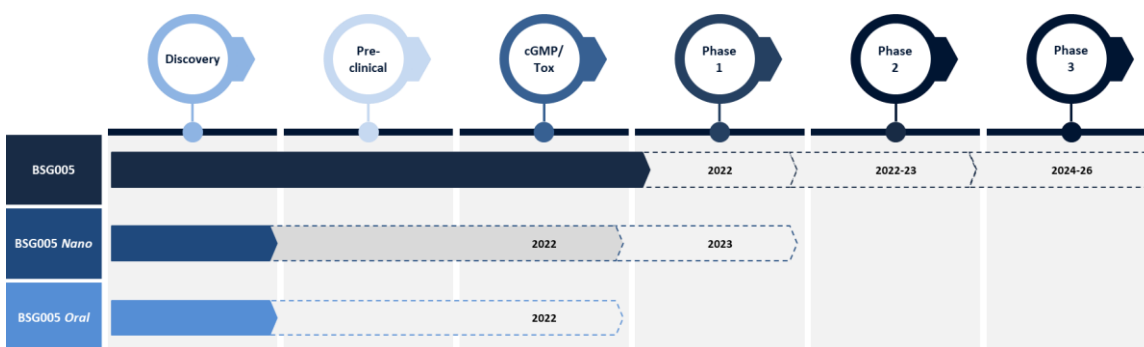 Discovery
Pre-
clinical
cGMP/
Tox
Phase
1
Phase
2
Phase
3
BSG005
2022
2022-23
2024-26
BSG005 Nano
2022
2023
BSG005 Oral
2022